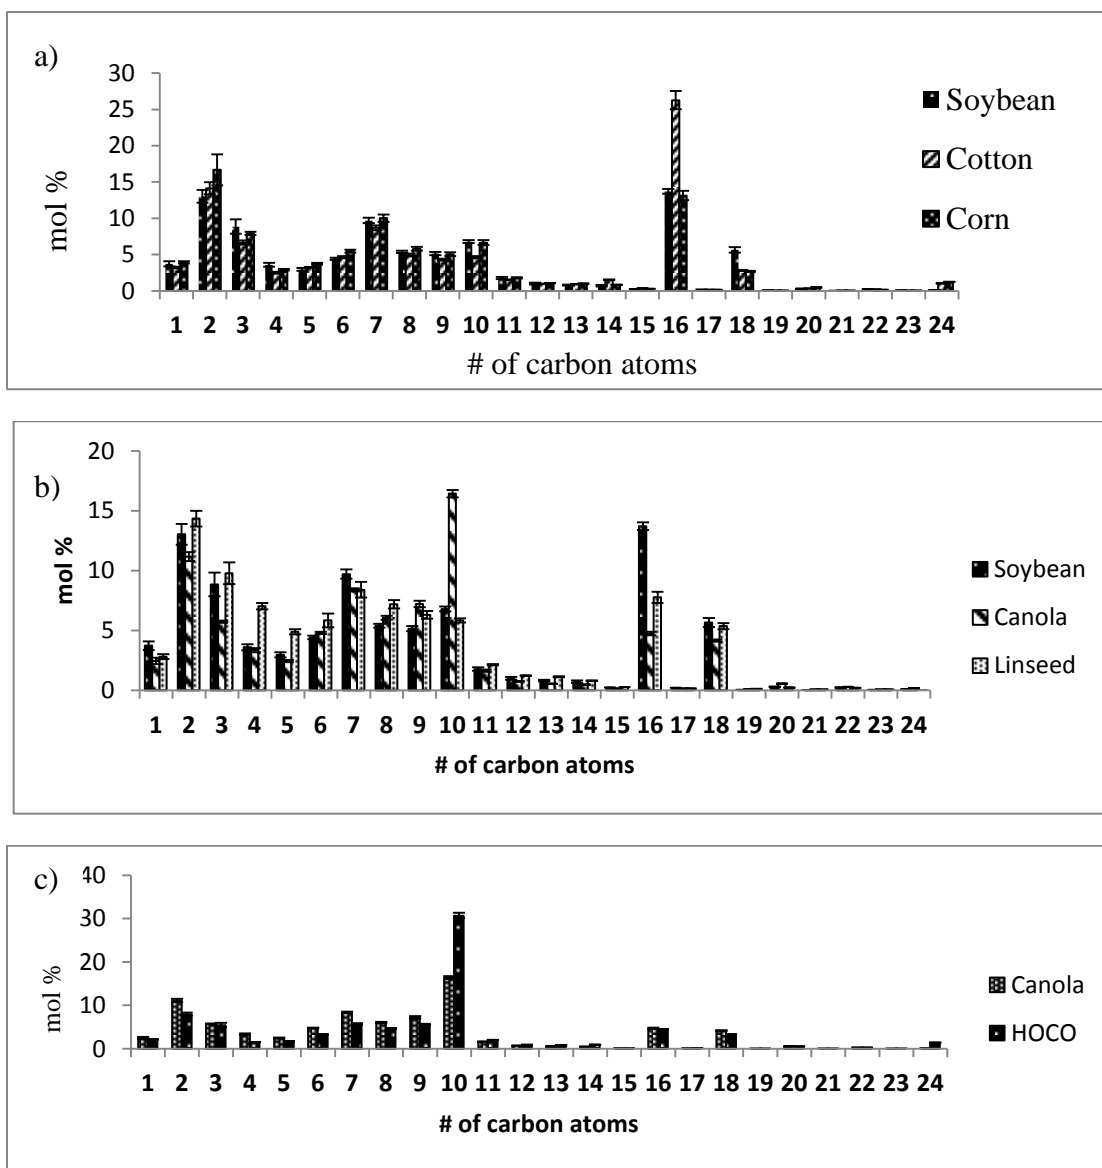 a)
30
25
20
15
10
5
0
mol %
Soybean
Cotton
Corn
1 2 3 4 5 6 7 8 9 10 11 12 13 14 15 16 17 18 19 20 21 22 23 24
# of carbon atoms
b)
20
15
10
5
0
mol %
Soybean
Canola
Linseed
1 2 3 4 5 6 7 8 9 10 11 12 13 14 15 16 17 18 19 20 21 22 23 24
# of carbon atoms
c)
40
30
20
10
0
mol %
Canola
HOCO
1 2 3 4 5 6 7 8 9 10 11 12 13 14 15 16 17 18 19 20 21 22 23 24
# of carbon atoms